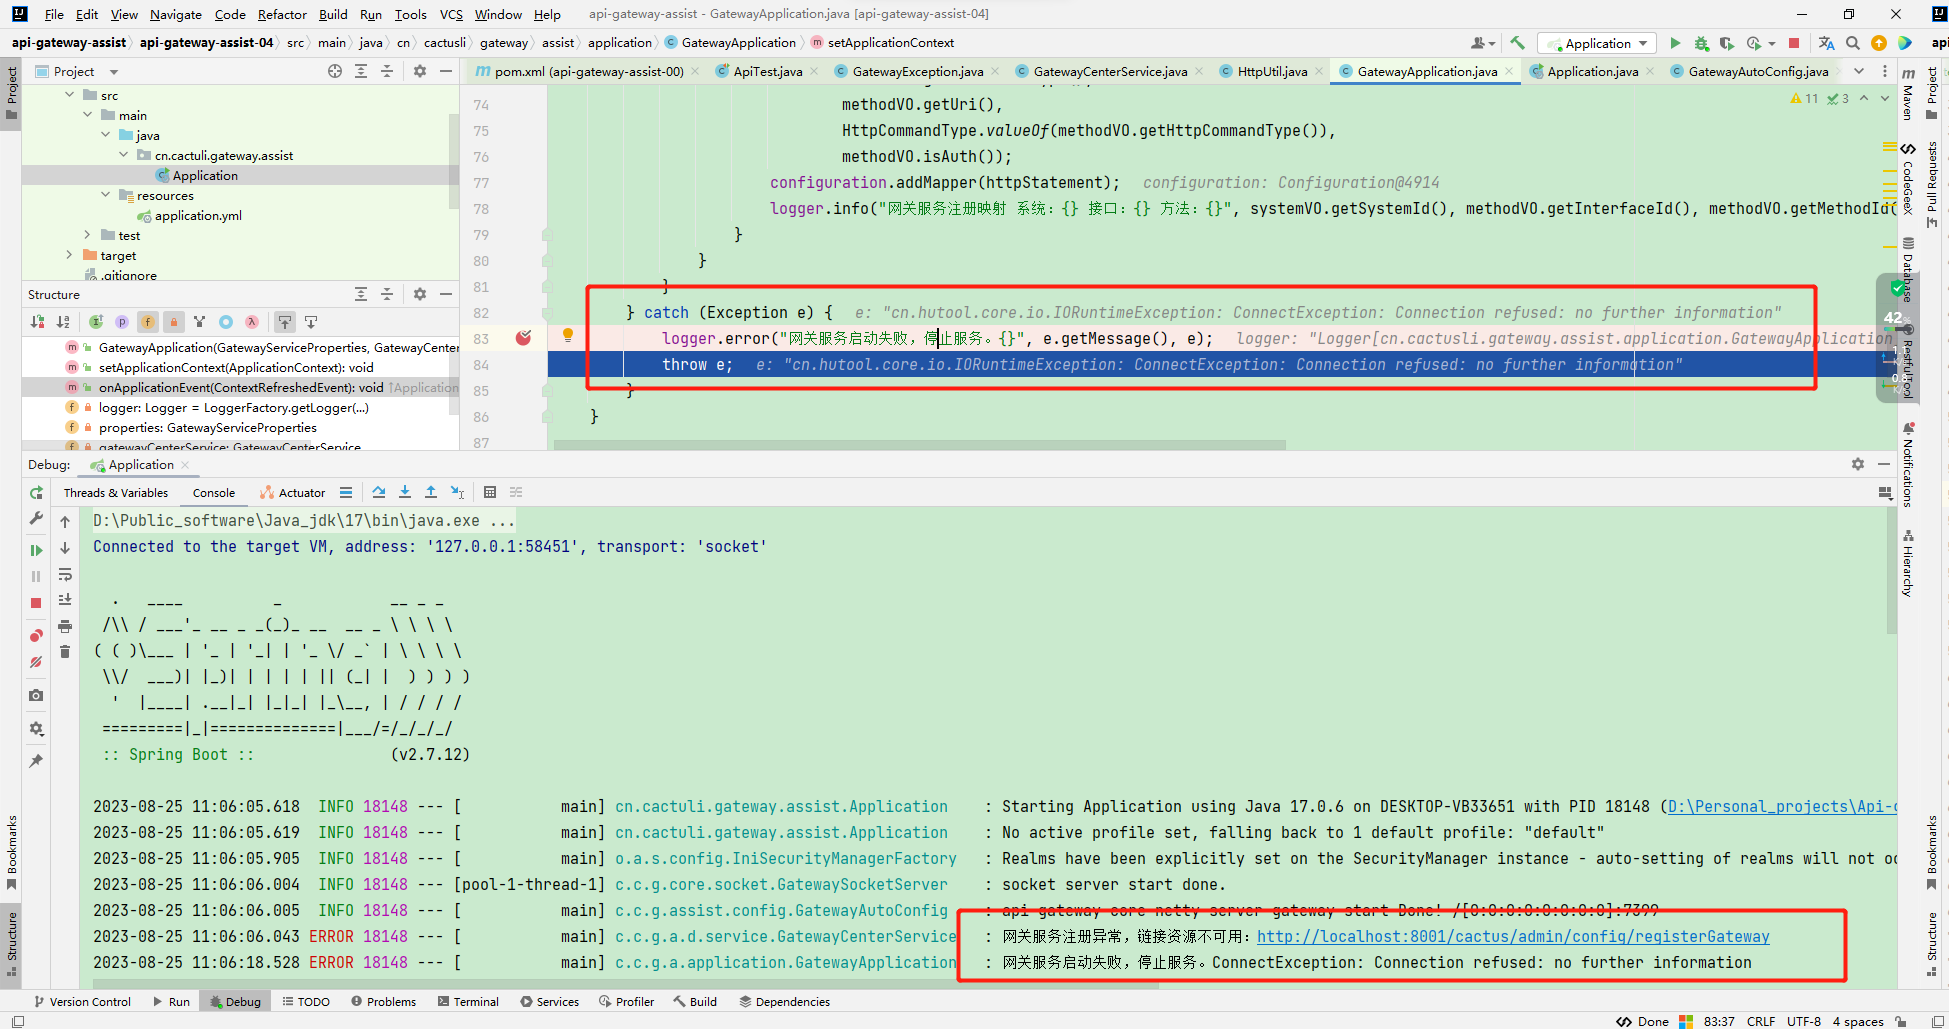 File Edit View Navigate Code Refactor Build Run Tools VCS Window Help api-gateway-assist - GatewayApplication.java [api-gateway-assist-04]
api-gateway-assist api-gateway-assist-04 src main java cn cactusli gateway assist application GatewayApplication setApplicationContext Application
Project
pom.xml (api-gateway-assist-00) ApiTest.java GatewayException.java GatewayCenterService.java HttpUtil.java GatewayApplication.java Application.java GatewayAutoConfig.java
src
main
java
cn.cactuli.gateway.assist
Application
resources
application.yml
test
target
.gitignore
Structure
GatewayApplication(GatewayServiceProperties, GatewayCenter
setApplicationContext(ApplicationContext): void
onApplicationEvent(ContextRefreshedEvent): void ↑Application
logger: Logger = LoggerFactory.getLogger(...)
properties: GatewayServiceProperties
gatewayCenterService: GatewayCenterService
11 3
74 methodVO.getUri(),
75 HttpCommandType.valueOf(methodVO.getHttpCommandType()),
76 methodVO.isAuth());
77 configuration.addMapper(httpStatement); configuration: Configuration@4914
78 logger.info("网关服务注册映射 系统：{} 接口：{} 方法：{}", systemVO.getSystemId(), methodVO.getInterfaceId(), methodVO.getMethodId(
79 }
80 }
81 }
82 } catch (Exception e) { e: "cn.hutool.core.io.IORuntimeException: ConnectException: Connection refused: no further information"
83 logger.error("网关服务启动失败，停止服务。{}", e.getMessage(), e); logger: "Logger[cn.cactusli.gateway.assist.application.GatewayApplication
84 throw e; e: "cn.hutool.core.io.IORuntimeException: ConnectException: Connection refused: no further information"
85 }
86 }
87
Debug: Application
Threads & Variables Console Actuator
D:\Public_software\Java_jdk\17\bin\java.exe ...
Connected to the target VM, address: '127.0.0.1:58451', transport: 'socket'
  .   ____          _            __ _ _
 /\\ / ___'_ __ _ _(_)_ __  __ _ \ \ \ \
( ( )\___ | '_ | '_| | '_ \/ _` | \ \ \ \
 \\/  ___)| |_)| | | | | || (_| |  ) ) ) )
  '  |____| .__|_| |_|_| |_\__, | / / / /
 =========|_|==============|___/=/_/_/_/
 :: Spring Boot ::               (v2.7.12)
2023-08-25 11:06:05.618  INFO 18148 --- [           main] cn.cactuli.gateway.assist.Application    : Starting Application using Java 17.0.6 on DESKTOP-VB33651 with PID 18148 (D:\Personal_projects\Api-
2023-08-25 11:06:05.619  INFO 18148 --- [           main] cn.cactuli.gateway.assist.Application    : No active profile set, falling back to 1 default profile: "default"
2023-08-25 11:06:05.905  INFO 18148 --- [           main] o.a.s.config.IniSecurityManagerFactory   : Realms have been explicitly set on the SecurityManager instance - auto-setting of realms will not oc
2023-08-25 11:06:06.004  INFO 18148 --- [pool-1-thread-1] c.c.g.core.socket.GatewaySocketServer    : socket server start done.
2023-08-25 11:06:06.005  INFO 18148 --- [           main] c.c.g.assist.config.GatewayAutoConfig    : api gateway core netty server gateway start Done! /[0:0:0:0:0:0:0:0]:7399
2023-08-25 11:06:06.043 ERROR 18148 --- [           main] c.c.g.a.d.service.GatewayCenterService   : 网关服务注册异常，链接资源不可用：http://localhost:8001/cactus/admin/config/registerGateway
2023-08-25 11:06:18.528 ERROR 18148 --- [           main] c.c.g.a.application.GatewayApplication   : 网关服务启动失败，停止服务。ConnectException: Connection refused: no further information
Version Control Run Debug TODO Problems Terminal Services Profiler Build Dependencies
Done 83:37 CRLF UTF-8 4 spaces
Project
Bookmarks
Structure
Maven
CodeGeeX
Database
42%
RestfulTool
Notifications
Hierarchy
Project
Pull Requests
Bookmarks
Structure